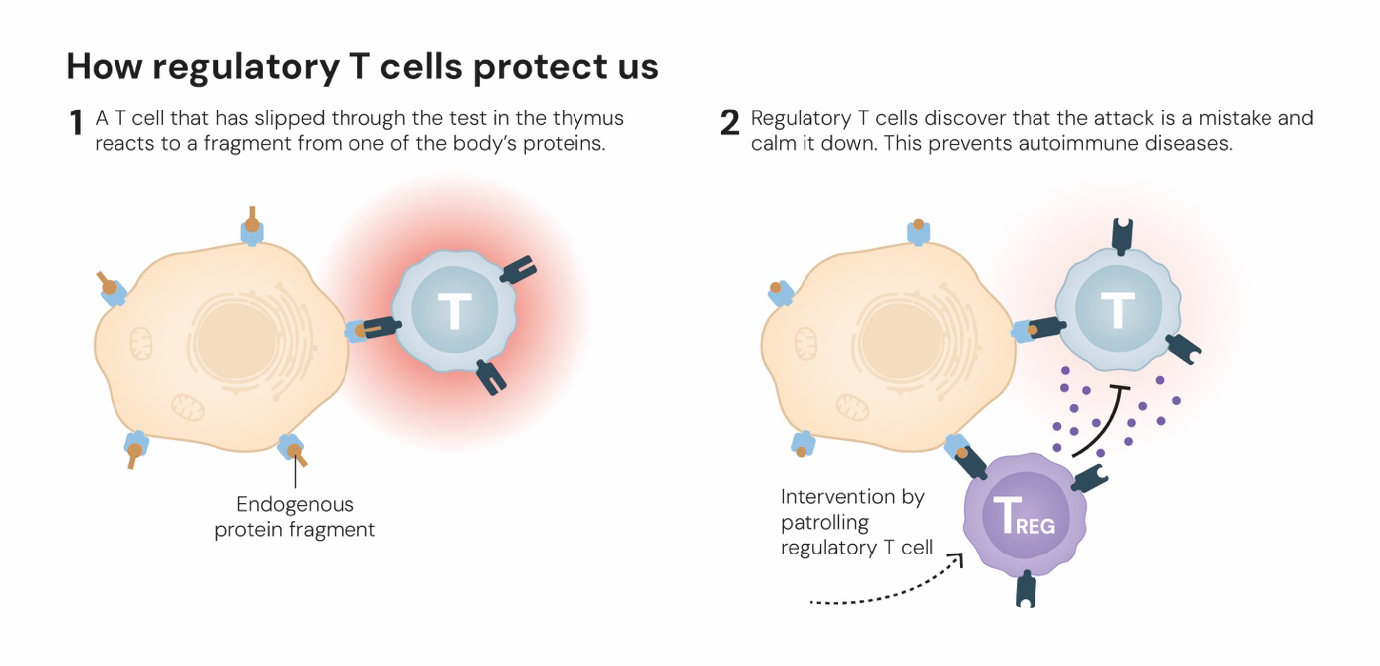 How regulatory T cells protect us
1 A T cell that has slipped through the test in the thymus
reacts to a fragment from one of the body's proteins.
2 Regulatory T cells discover that the attack is a mistake and
calm it down. This prevents autoimmune diseases.
T
Endogenous
protein fragment
T
Intervention by
patrolling
regulatory T cell
TREG